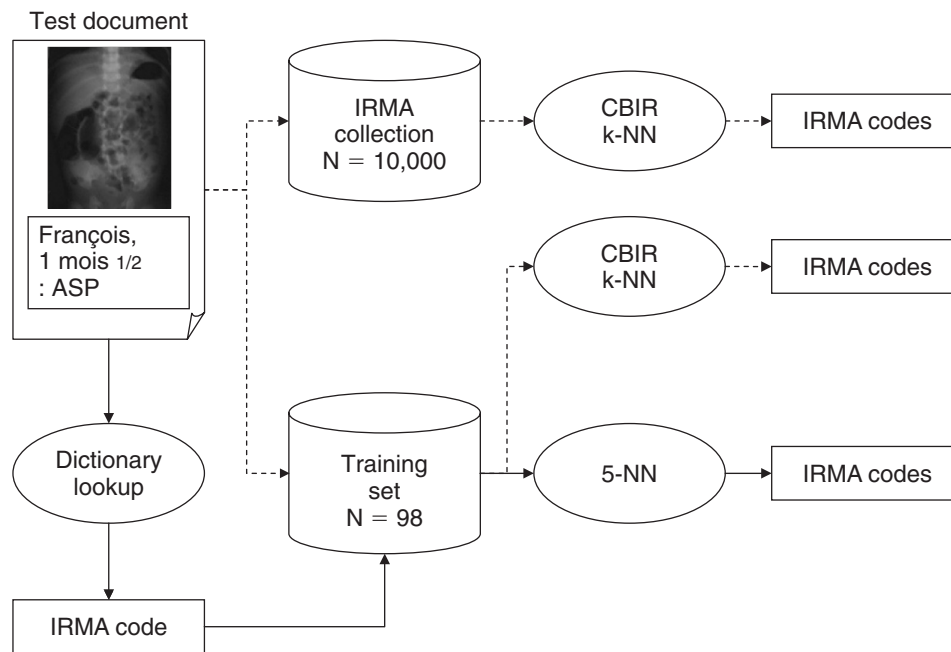 Test document
François,
1 mois 1/2
: ASP
IRMA
collection
N = 10,000
CBIR
k-NN
IRMA codes
CBIR
k-NN
IRMA codes
Dictionary
lookup
Training
set
N = 98
5-NN
IRMA codes
IRMA code